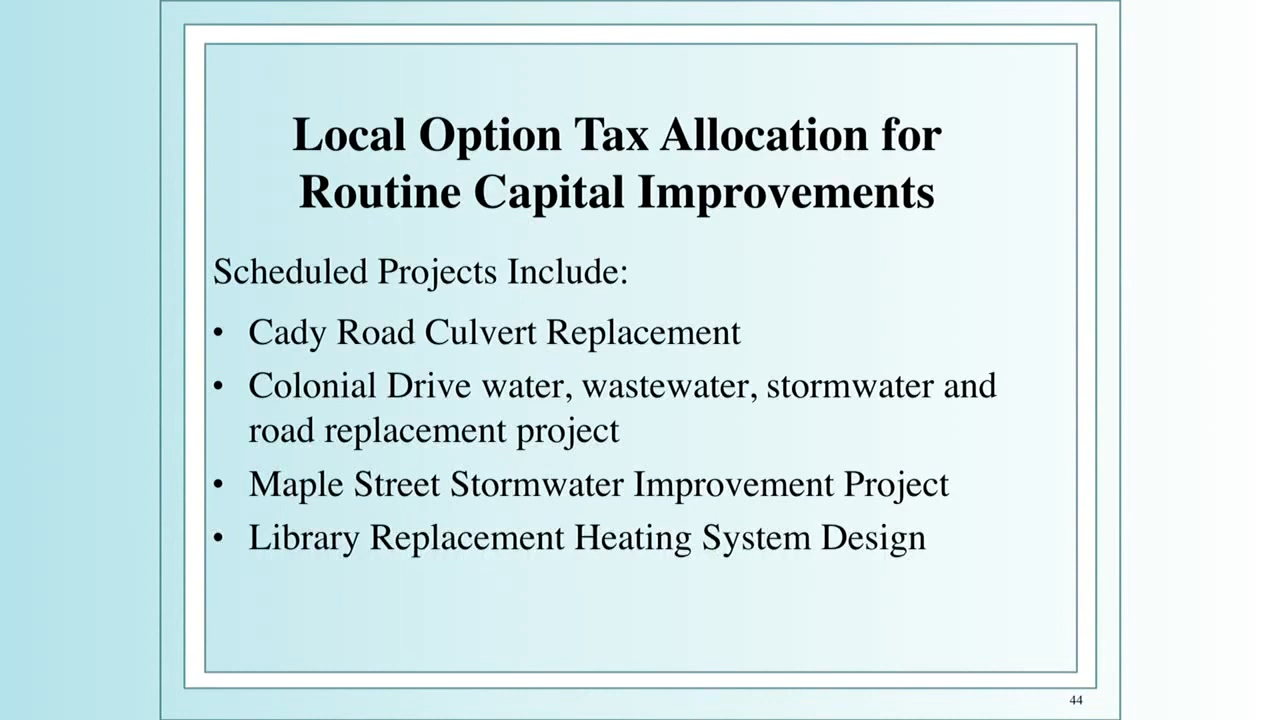 Local Option Tax Allocation for
Routine Capital Improvements
Scheduled Projects Include:
• Cady Road Culvert Replacement
• Colonial Drive water, wastewater, stormwater and
road replacement project
• Maple Street Stormwater Improvement Project
• Library Replacement Heating System Design
44